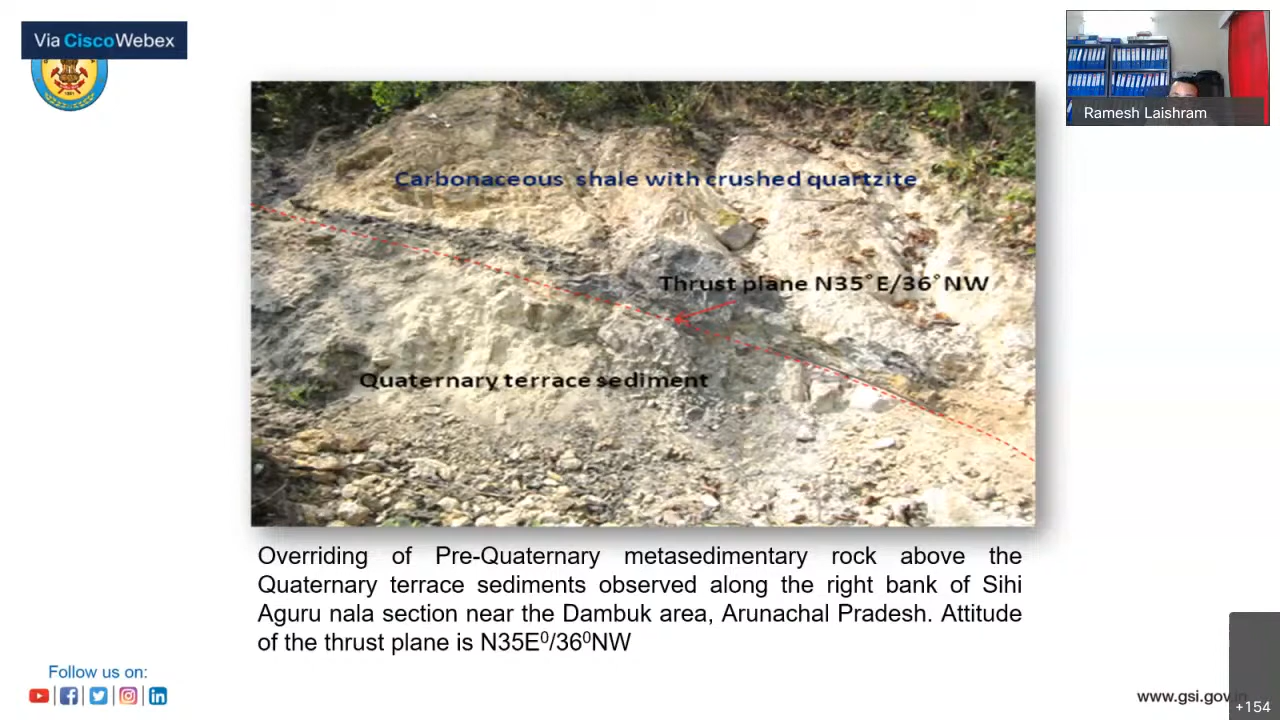 Via Cisco Webex
Ramesh Laishram
Carbonaceous shale with crushed quartzite
Thrust plane N35°E/36°NW
Quaternary terrace sediment
Overriding of Pre-Quaternary metasedimentary rock above the
Quaternary terrace sediments observed along the right bank of Sihi
Aguru nala section near the Dambuk area, Arunachal Pradesh. Attitude
of the thrust plane is N35E⁰/36⁰NW
Follow us on:
www.gsi.gov.in
+154